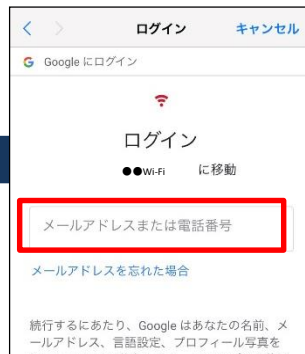 ログイン キャンセル
Google にログイン
ログイン
●●Wi-Fi に移動
メールアドレスまたは電話番号
メールアドレスを忘れた場合
続行するにあたり、Google はあなたの名前、メ
ールアドレス、言語設定、プロフィール写真を